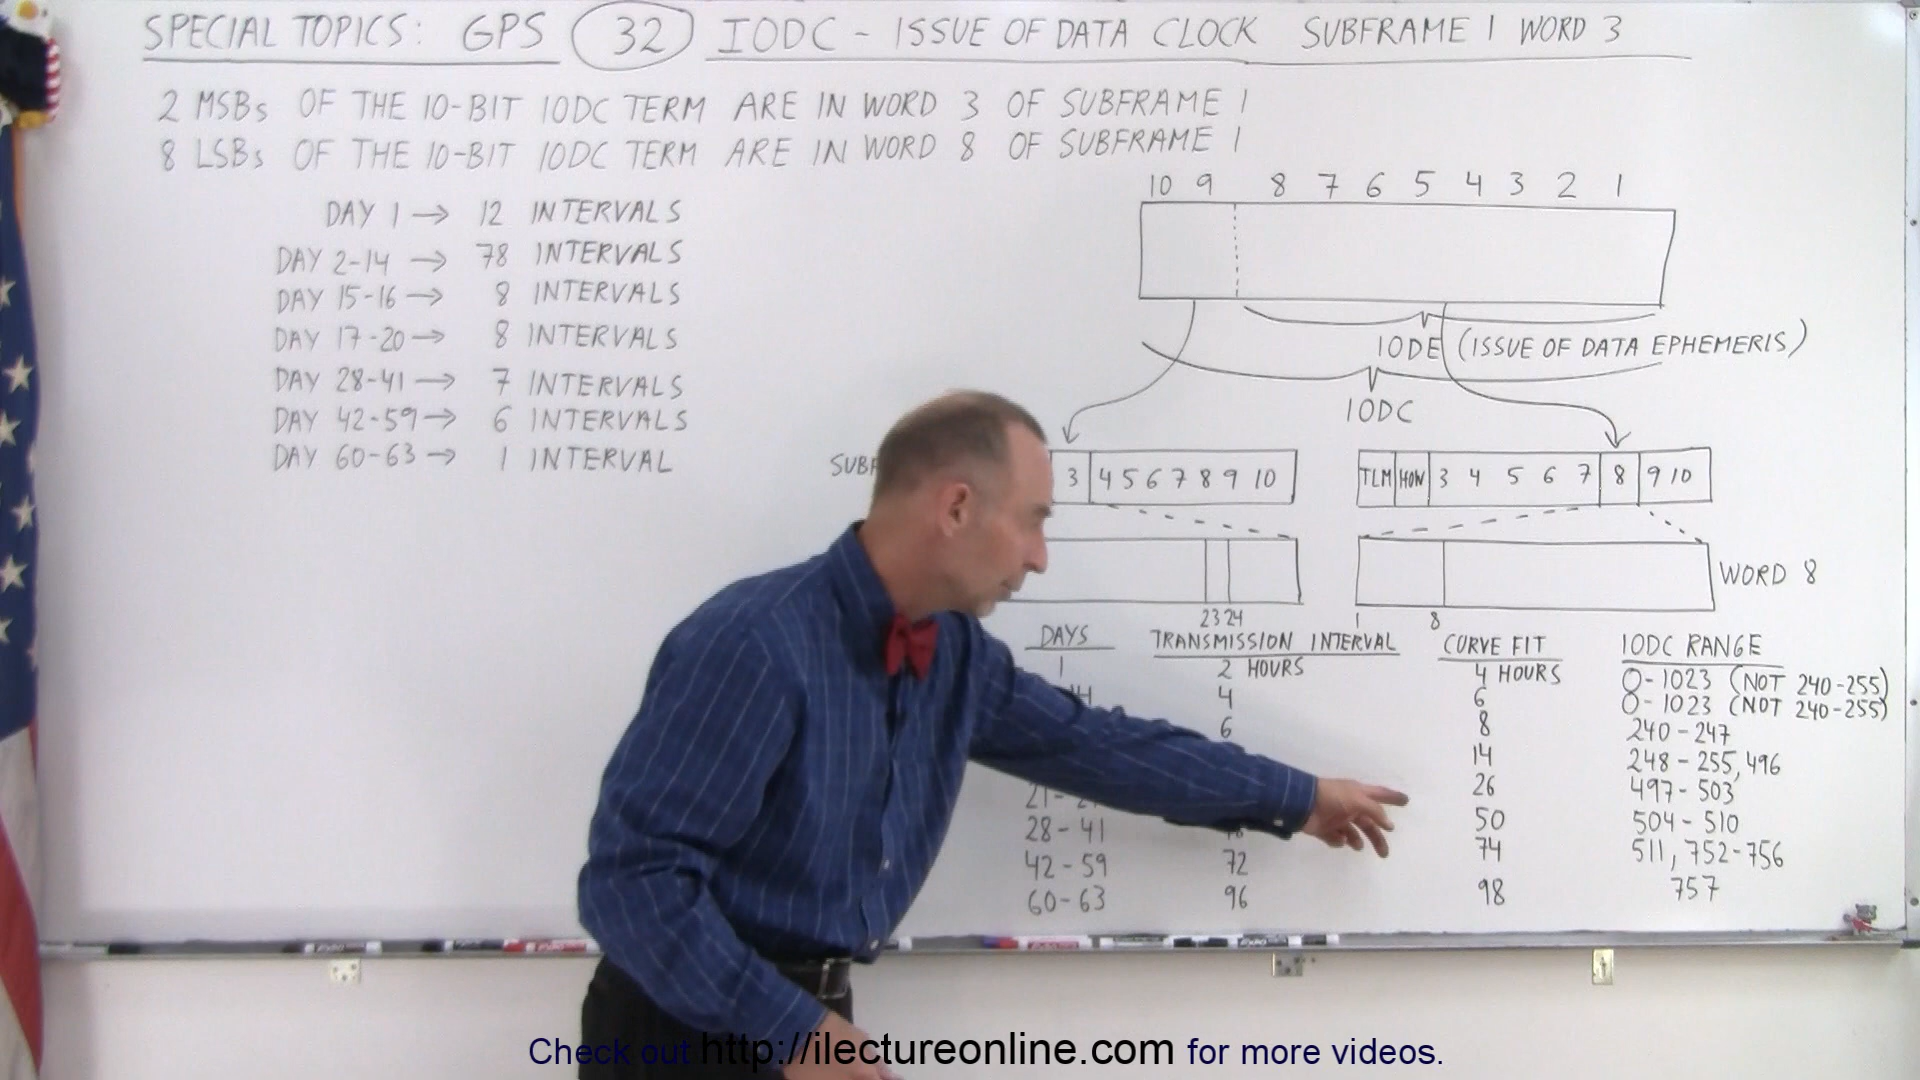 SPECIAL TOPICS: GPS 32 IODC - ISSUE OF DATA CLOCK SUBFRAME 1 WORD 3
2 MSBs OF THE 10-BIT IODC TERM ARE IN WORD 3 OF SUBFRAME 1
8 LSBs OF THE 10-BIT IODC TERM ARE IN WORD 8 OF SUBFRAME 1
DAY 1 → 12 INTERVALS
DAY 2-14 → 78 INTERVALS
DAY 15-16 → 8 INTERVALS
DAY 17-20 → 8 INTERVALS
DAY 28-41 → 7 INTERVALS
DAY 42-59 → 6 INTERVALS
DAY 60-63 → 1 INTERVAL
10 9 8 7 6 5 4 3 2 1
IODE (ISSUE OF DATA EPHEMERIS)
IODC
3 4 5 6 7 8 9 10
TLM HOW 3 4 5 6 7 8 9 10
WORD 8
23 24
1 8
DAYS TRANSMISSION INTERVAL CURVE FIT IODC RANGE
1 2 HOURS 4 HOURS 0-1023 (NOT 240-255)
4 6 0-1023 (NOT 240-255)
6 8 240-247
14 248-255, 496
26 497-503
28-41 50 504-510
42-59 72 74 511, 752-756
60-63 96 98 757
Check out http://ilectureonline.com for more videos.